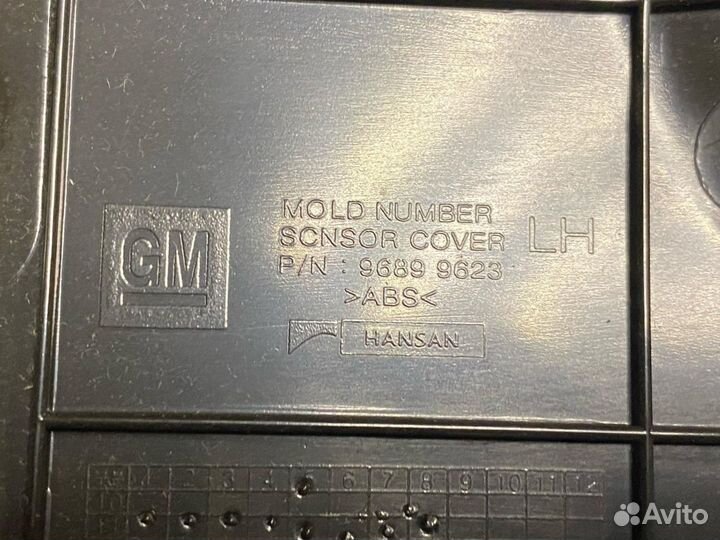 GM
MOLD NUMBER
SCNSOR COVER LH
P/N : 9689 9623
>ABS<
HANSAN
2 3 4 5 6 7 8 9 10 11 12
Avito